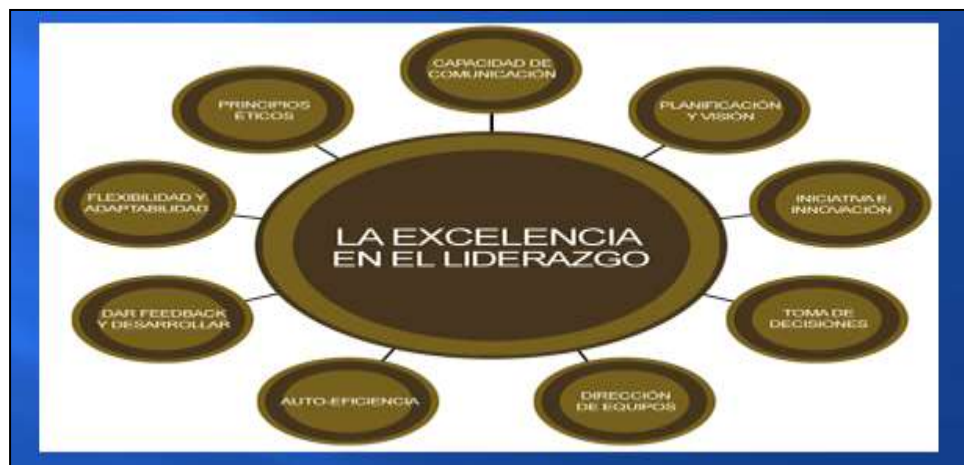 CAPACIDAD DE
COMUNICACIÓN
PLANIFICACIÓN
Y VISIÓN
INICIATIVA E
INNOVACIÓN
TOMA DE
DECISIONES
DIRECCIÓN
DE EQUIPOS
AUTO-EFICIENCIA
DAR FEEDBACK
Y DESARROLLAR
FLEXIBILIDAD Y
ADAPTABILIDAD
PRINCIPIOS
ÉTICOS
LA EXCELENCIA
EN EL LIDERAZGO